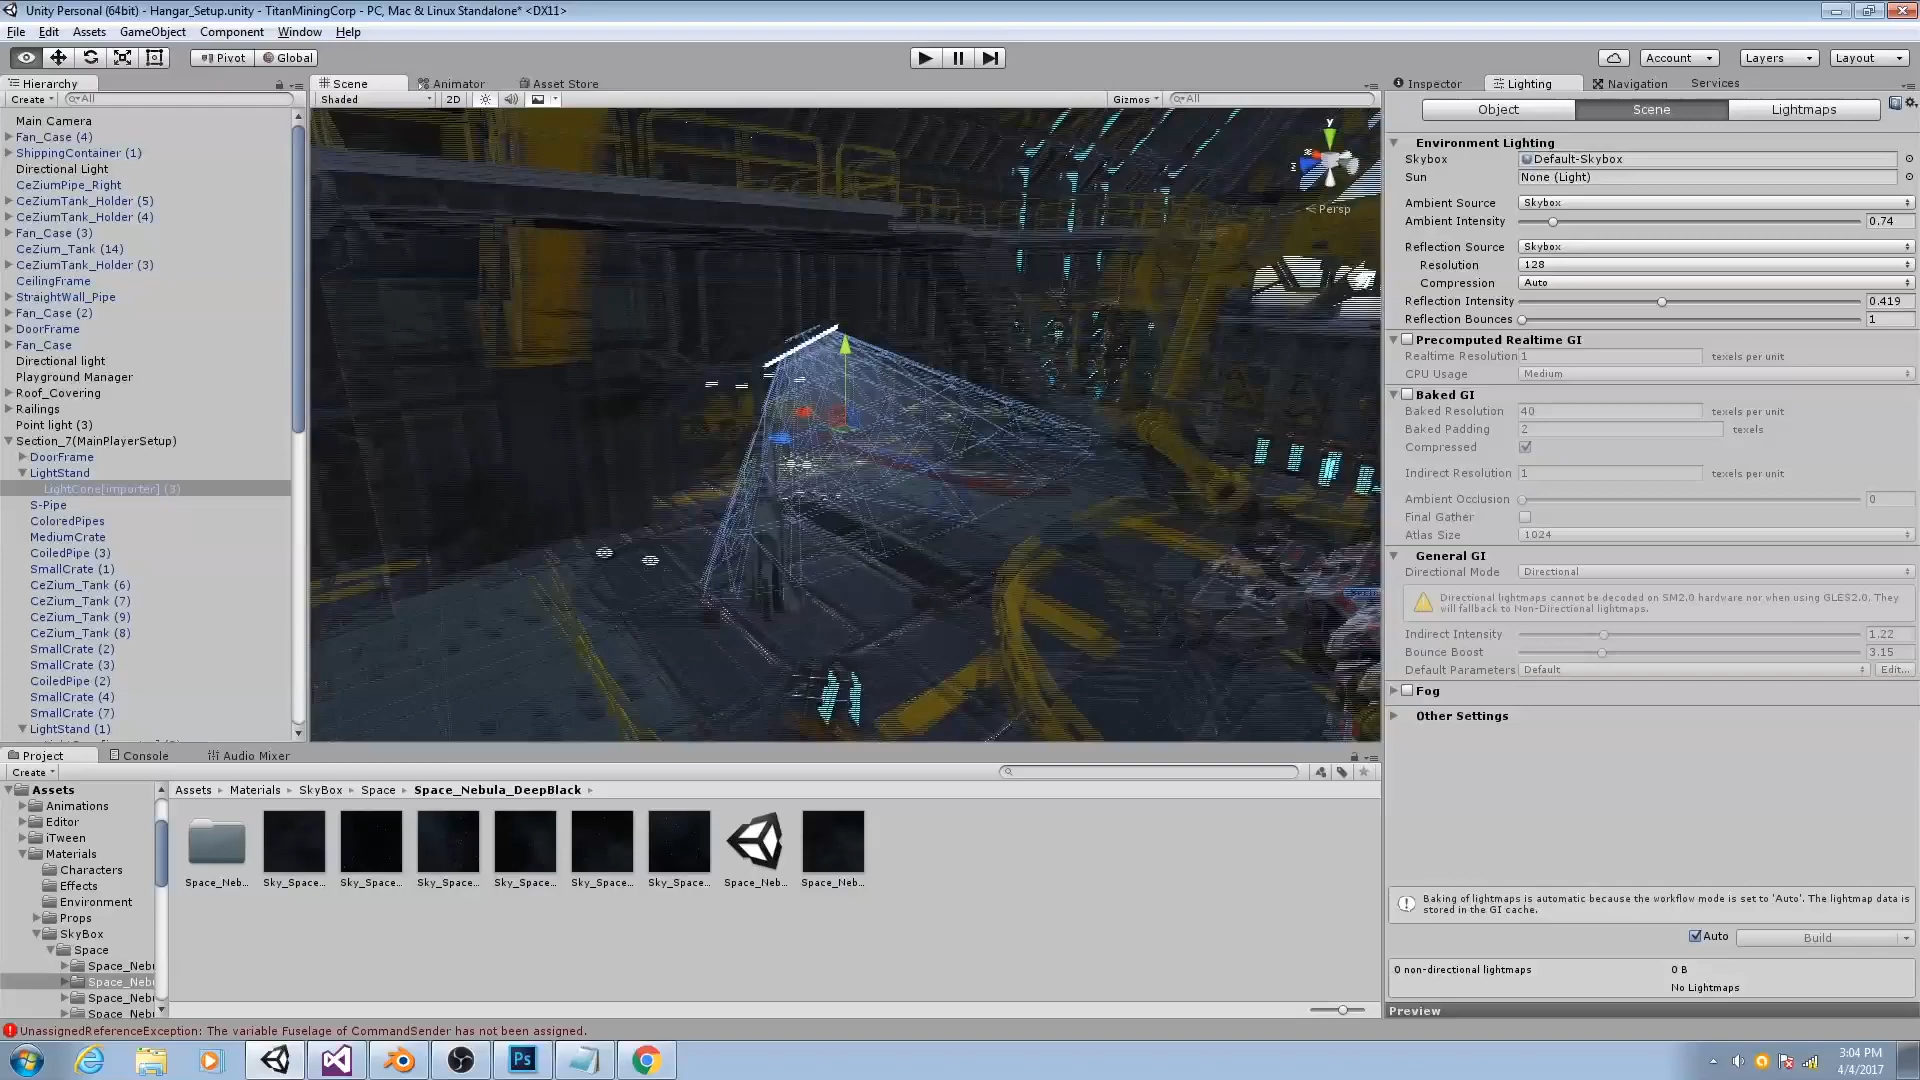 Unity Personal (64bit) - Hangar_Setup.unity - TitanMiningCorp - PC, Mac & Linux Standalone* <DX11>
File Edit Assets GameObject Component Window Help
Pivot Global Account Layers Layout
Hierarchy
Create All
Main Camera
Fan_Case (4)
ShippingContainer (1)
Directional Light
CeZiumPipe_Right
CeZiumTank_Holder (5)
CeZiumTank_Holder (4)
Fan_Case (3)
CeZium_Tank (14)
CeZiumTank_Holder (3)
CeilingFrame
StraightWall_Pipe
Fan_Case (2)
DoorFrame
Fan_Case
Directional light
Playground Manager
Roof_Covering
Railings
Point light (3)
Section_7(MainPlayerSetup)
DoorFrame
LightStand
LightCone[importer] (3)
S-Pipe
ColoredPipes
MediumCrate
CoiledPipe (3)
SmallCrate (1)
CeZium_Tank (6)
CeZium_Tank (7)
CeZium_Tank (9)
CeZium_Tank (8)
SmallCrate (2)
SmallCrate (3)
CoiledPipe (2)
SmallCrate (4)
SmallCrate (7)
LightStand (1)
Scene Animator Asset Store
Shaded 2D Gizmos All
y
x
z
Persp
Inspector Lighting Navigation Services
Object Scene Lightmaps
Environment Lighting
Skybox Default-Skybox
Sun None (Light)
Ambient Source Skybox
Ambient Intensity 0.74
Reflection Source Skybox
Resolution 128
Compression Auto
Reflection Intensity 0.419
Reflection Bounces 1
Precomputed Realtime GI
Realtime Resolution 1 texels per unit
CPU Usage Medium
Baked GI
Baked Resolution 40 texels per unit
Baked Padding 2 texels
Compressed
Indirect Resolution 1 texels per unit
Ambient Occlusion 0
Final Gather
Atlas Size 1024
General GI
Directional Mode Directional
Directional lightmaps cannot be decoded on SM2.0 hardware nor when using GLES2.0. They
will fallback to Non-Directional lightmaps.
Indirect Intensity 1.22
Bounce Boost 3.15
Default Parameters Default Edit...
Fog
Other Settings
Baking of lightmaps is automatic because the workflow mode is set to 'Auto'. The lightmap data is
stored in the GI cache.
Auto Build
0 non-directional lightmaps 0 B
No Lightmaps
Preview
Project Console Audio Mixer
Create
Assets
Animations
Editor
iTween
Materials
Characters
Effects
Environment
Props
SkyBox
Space
Space_Neb
Space_Neb
Space_Neb
Space_Neb
Assets Materials SkyBox Space Space_Nebula_DeepBlack
Space_Neb... Sky_Space... Sky_Space... Sky_Space... Sky_Space... Sky_Space... Sky_Space... Space_Neb... Space_Neb...
UnassignedReferenceException: The variable Fuselage of CommandSender has not been assigned.
Ps
3:04 PM
4/4/2017